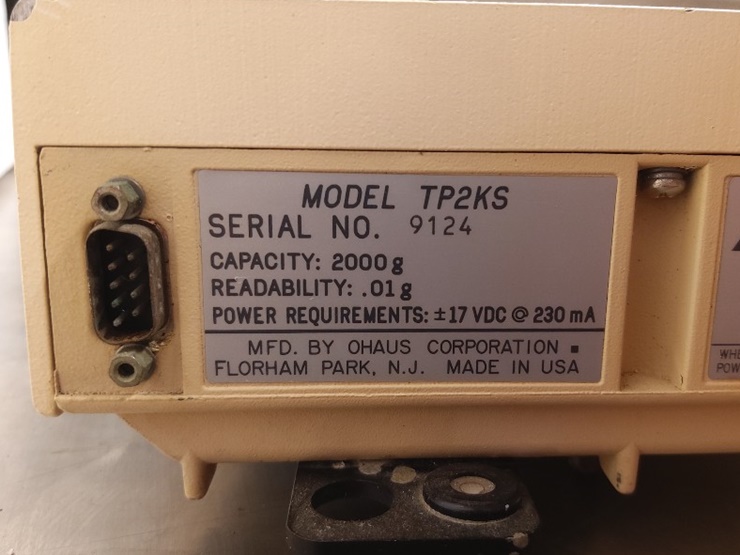 MODEL TP2KS
SERIAL NO. 9124
CAPACITY: 2000g
READABILITY: .01g
POWER REQUIREMENTS: ±17 VDC @ 230 mA
MFD. BY OHAUS CORPORATION ▪
FLORHAM PARK, N.J. MADE IN USA